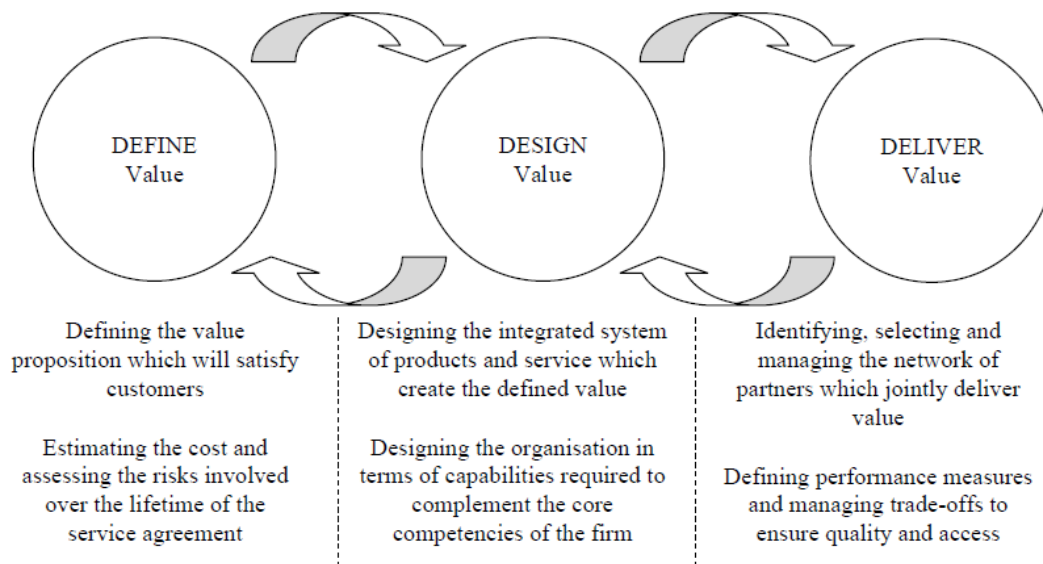 DEFINE
Value
DESIGN
Value
DELIVER
Value
Defining the value
proposition which will satisfy
customers
Estimating the cost and
assessing the risks involved
over the lifetime of the
service agreement
Designing the integrated system
of products and service which
create the defined value
Designing the organisation in
terms of capabilities required to
complement the core
competencies of the firm
Identifying, selecting and
managing the network of
partners which jointly deliver
value
Defining performance measures
and managing trade-offs to
ensure quality and access